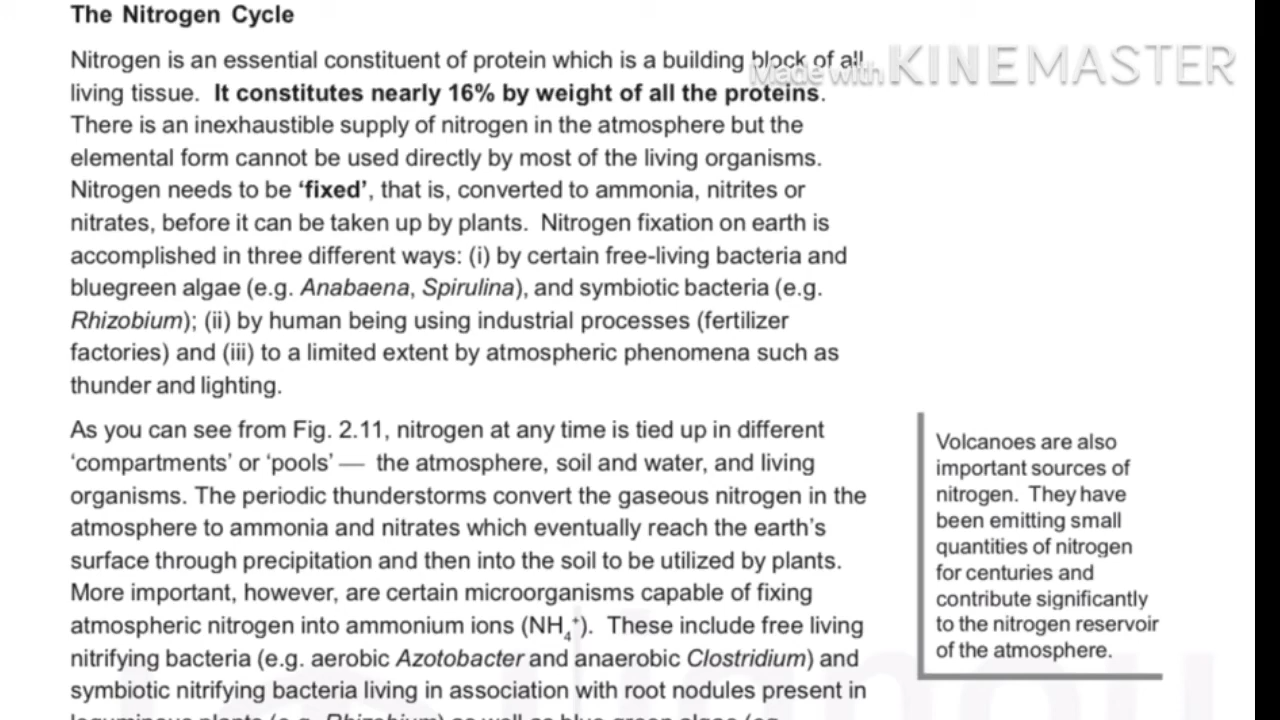 The Nitrogen Cycle
Nitrogen is an essential constituent of protein which is a building block of all
living tissue. It constitutes nearly 16% by weight of all the proteins.
There is an inexhaustible supply of nitrogen in the atmosphere but the
elemental form cannot be used directly by most of the living organisms.
Nitrogen needs to be ‘fixed’, that is, converted to ammonia, nitrites or
nitrates, before it can be taken up by plants. Nitrogen fixation on earth is
accomplished in three different ways: (i) by certain free-living bacteria and
bluegreen algae (e.g. Anabaena, Spirulina), and symbiotic bacteria (e.g.
Rhizobium); (ii) by human being using industrial processes (fertilizer
factories) and (iii) to a limited extent by atmospheric phenomena such as
thunder and lighting.
As you can see from Fig. 2.11, nitrogen at any time is tied up in different
‘compartments’ or ‘pools’ — the atmosphere, soil and water, and living
organisms. The periodic thunderstorms convert the gaseous nitrogen in the
atmosphere to ammonia and nitrates which eventually reach the earth’s
surface through precipitation and then into the soil to be utilized by plants.
More important, however, are certain microorganisms capable of fixing
atmospheric nitrogen into ammonium ions (NH₄⁺). These include free living
nitrifying bacteria (e.g. aerobic Azotobacter and anaerobic Clostridium) and
symbiotic nitrifying bacteria living in association with root nodules present in
leguminous plants (e.g. Rhizobium) as well as blue green algae (eg.
Made with KINEMASTER
Volcanoes are also
important sources of
nitrogen. They have
been emitting small
quantities of nitrogen
for centuries and
contribute significantly
to the nitrogen reservoir
of the atmosphere.